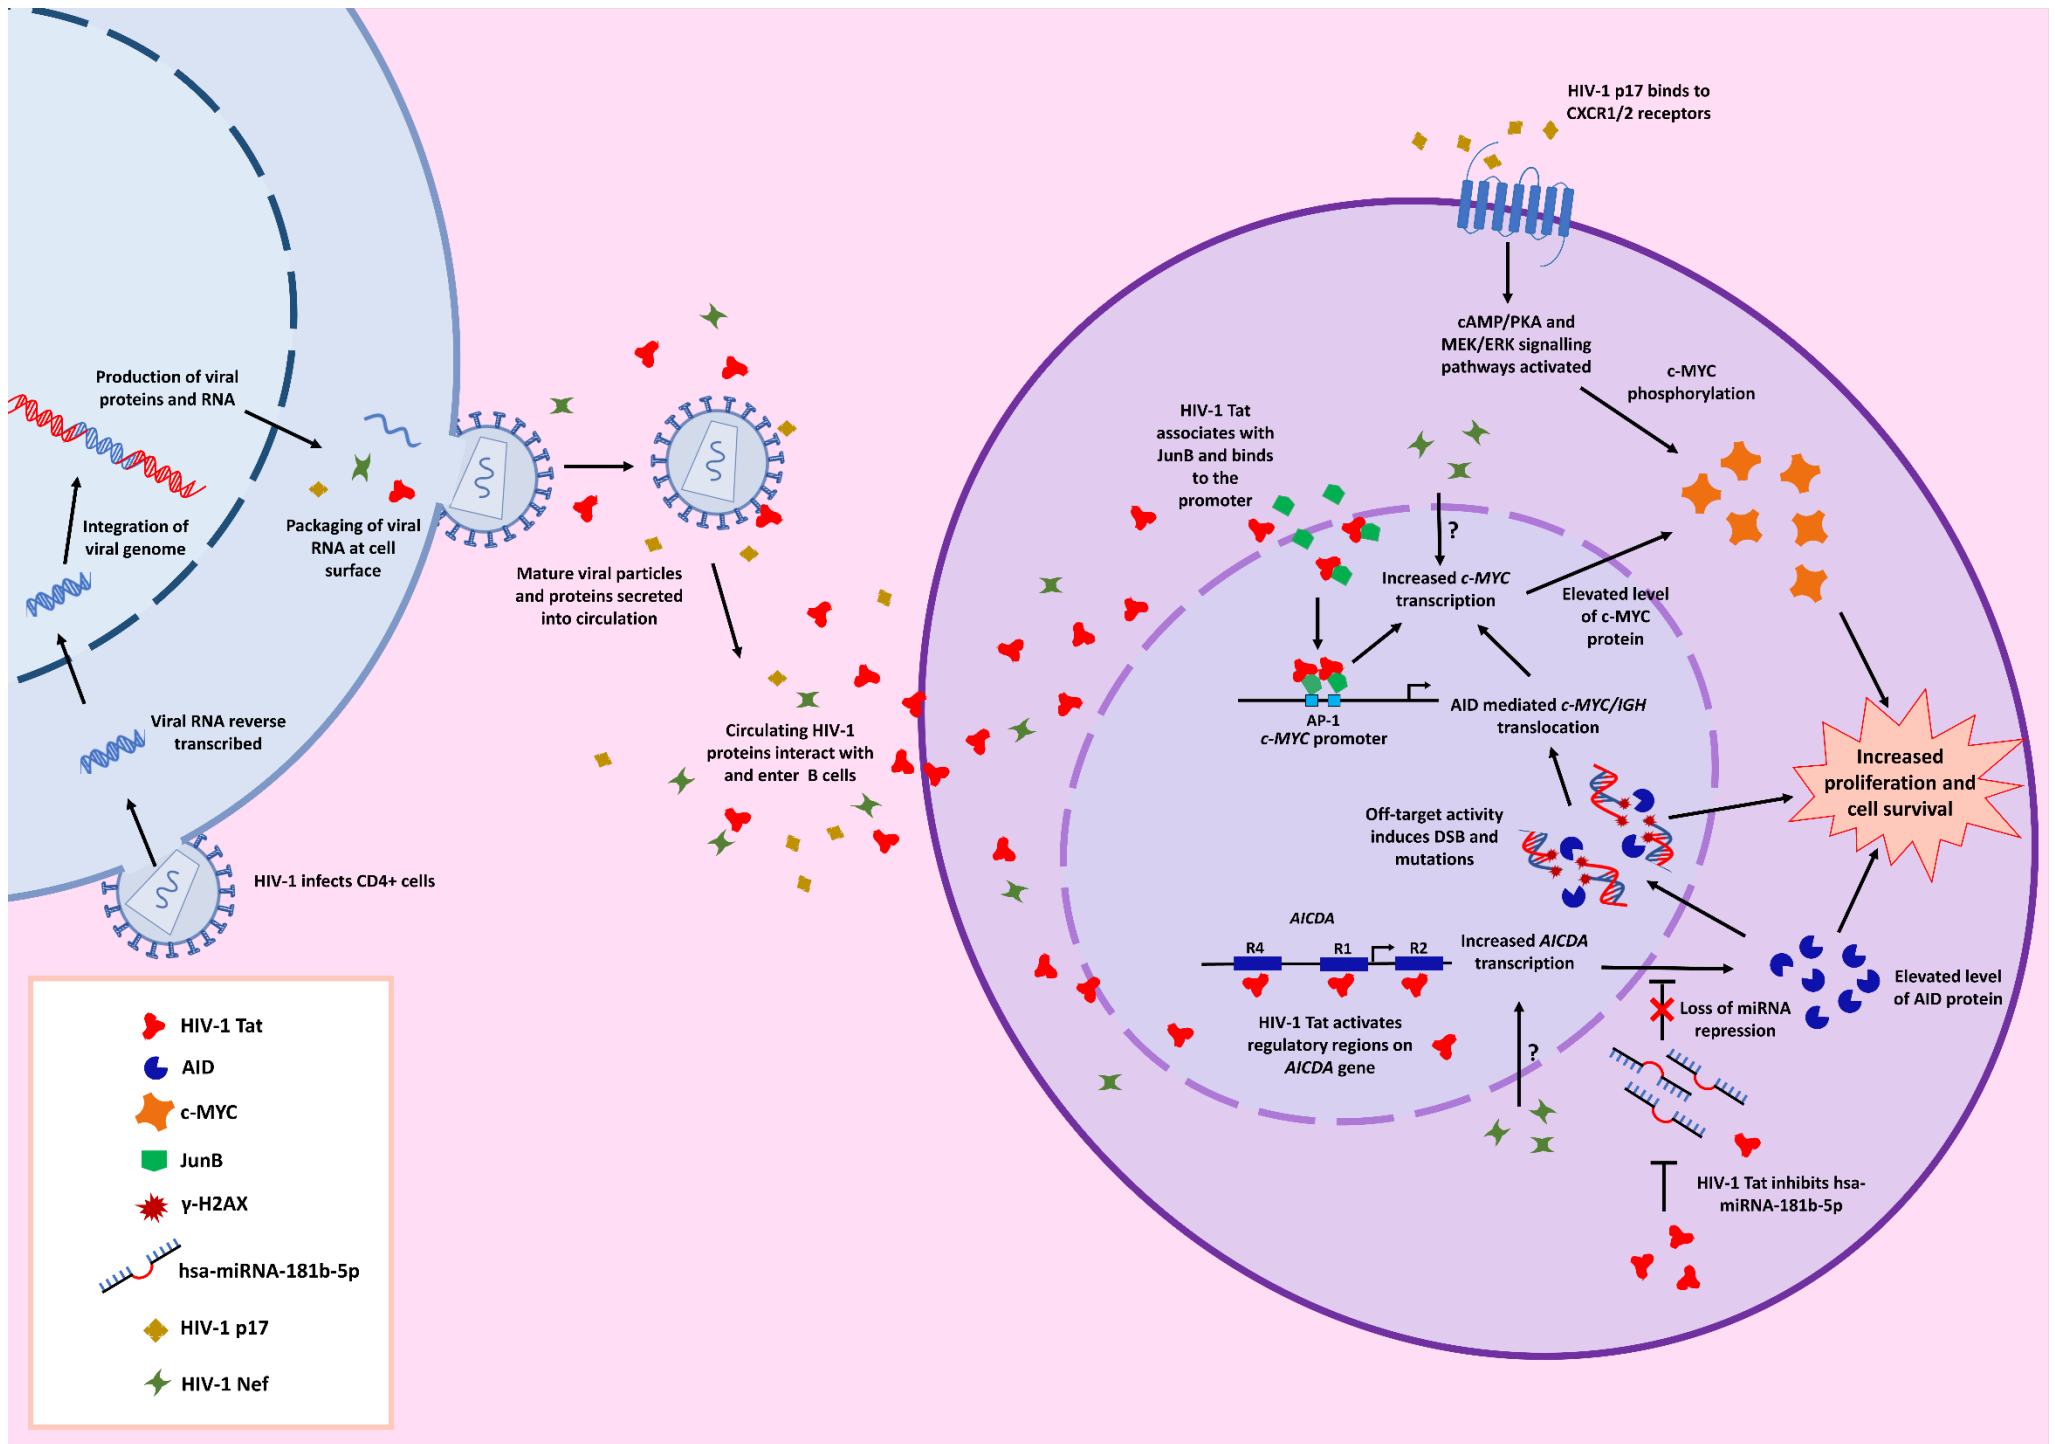 HIV-1 p17 binds to
CXCR1/2 receptors
cAMP/PKA and
MEK/ERK signalling
pathways activated
c-MYC
phosphorylation
Production of viral
proteins and RNA
HIV-1 Tat
associates with
JunB and binds
to the
promoter
Integration of
viral genome
Packaging of viral
RNA at cell
surface
?
Mature viral particles
and proteins secreted
into circulation
Increased c-MYC
transcription
Elevated level
of c-MYC
protein
Viral RNA reverse
transcribed
Circulating HIV-1
proteins interact with
and enter B cells
AP-1
c-MYC promoter
AID mediated c-MYC/IGH
translocation
Increased
proliferation and
cell survival
Off-target activity
induces DSB and
mutations
HIV-1 infects CD4+ cells
AICDA
R4
R1
R2
Increased AICDA
transcription
Elevated level
of AID protein
Loss of miRNA
repression
HIV-1 Tat activates
regulatory regions on
AICDA gene
?
HIV-1 Tat inhibits hsa-
miRNA-181b-5p
HIV-1 Tat
AID
c-MYC
JunB
γ-H2AX
hsa-miRNA-181b-5p
HIV-1 p17
HIV-1 Nef